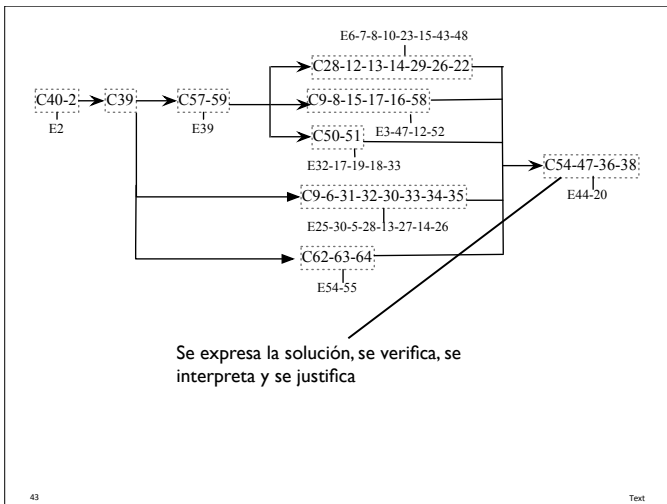 E6-7-8-10-23-15-43-48
C28-12-13-14-29-26-22
C40-2
C39
C57-59
C9-8-15-17-16-58
E2
E39
E3-47-12-52
C50-51
E32-17-19-18-33
C54-47-36-38
E44-20
C9-6-31-32-30-33-34-35
E25-30-5-28-13-27-14-26
C62-63-64
E54-55
Se expresa la solución, se verifica, se
interpreta y se justifica
43
Text